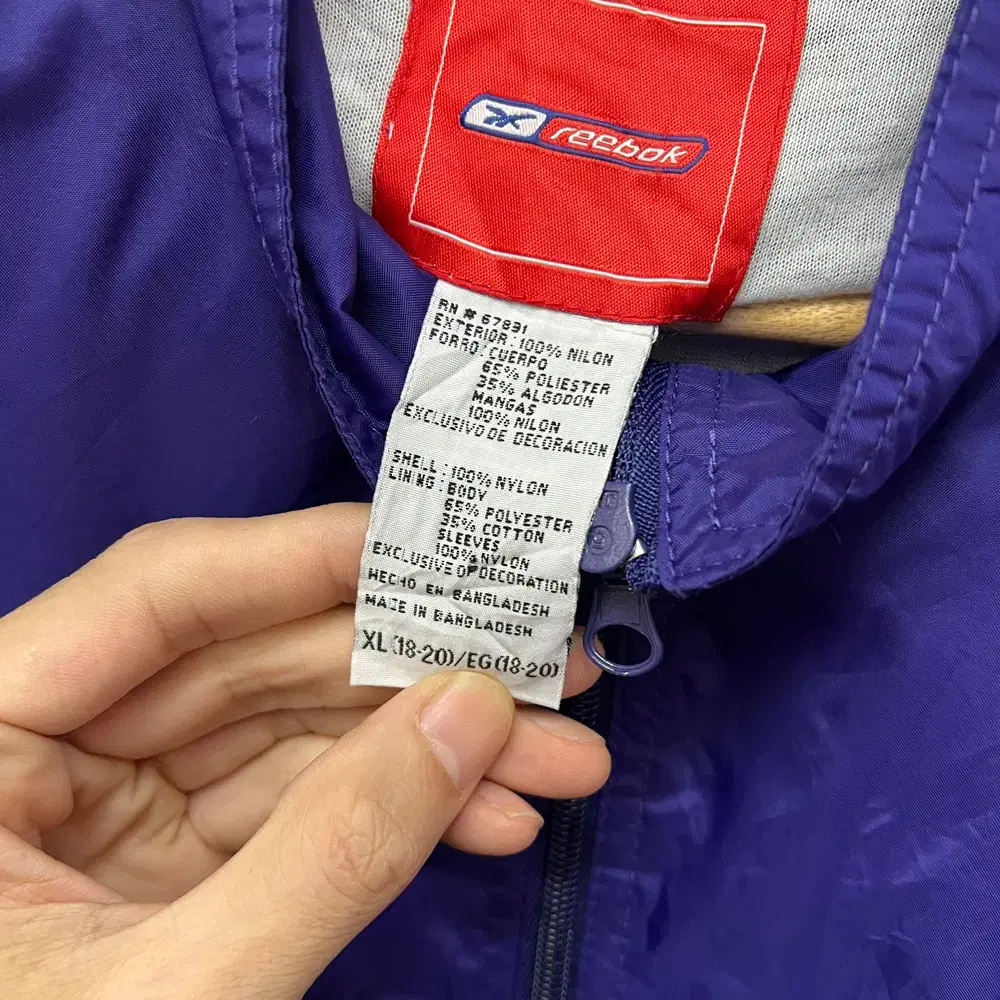 reebok
RN # 67891
EXTERIOR: 100% NILON
FORRO: CUERPO
65% POLIESTER
35% ALGODON
MANGAS
100% NILON
EXCLUSIVO DE DECORACION
SHELL: 100% NYLON
LINING: BODY
65% POLYESTER
35% COTTON
SLEEVES
100% NYLON
EXCLUSIVE OF DECORATION
HECHO EN BANGLADESH
MADE IN BANGLADESH
XL(18-20)/EG(18-20)